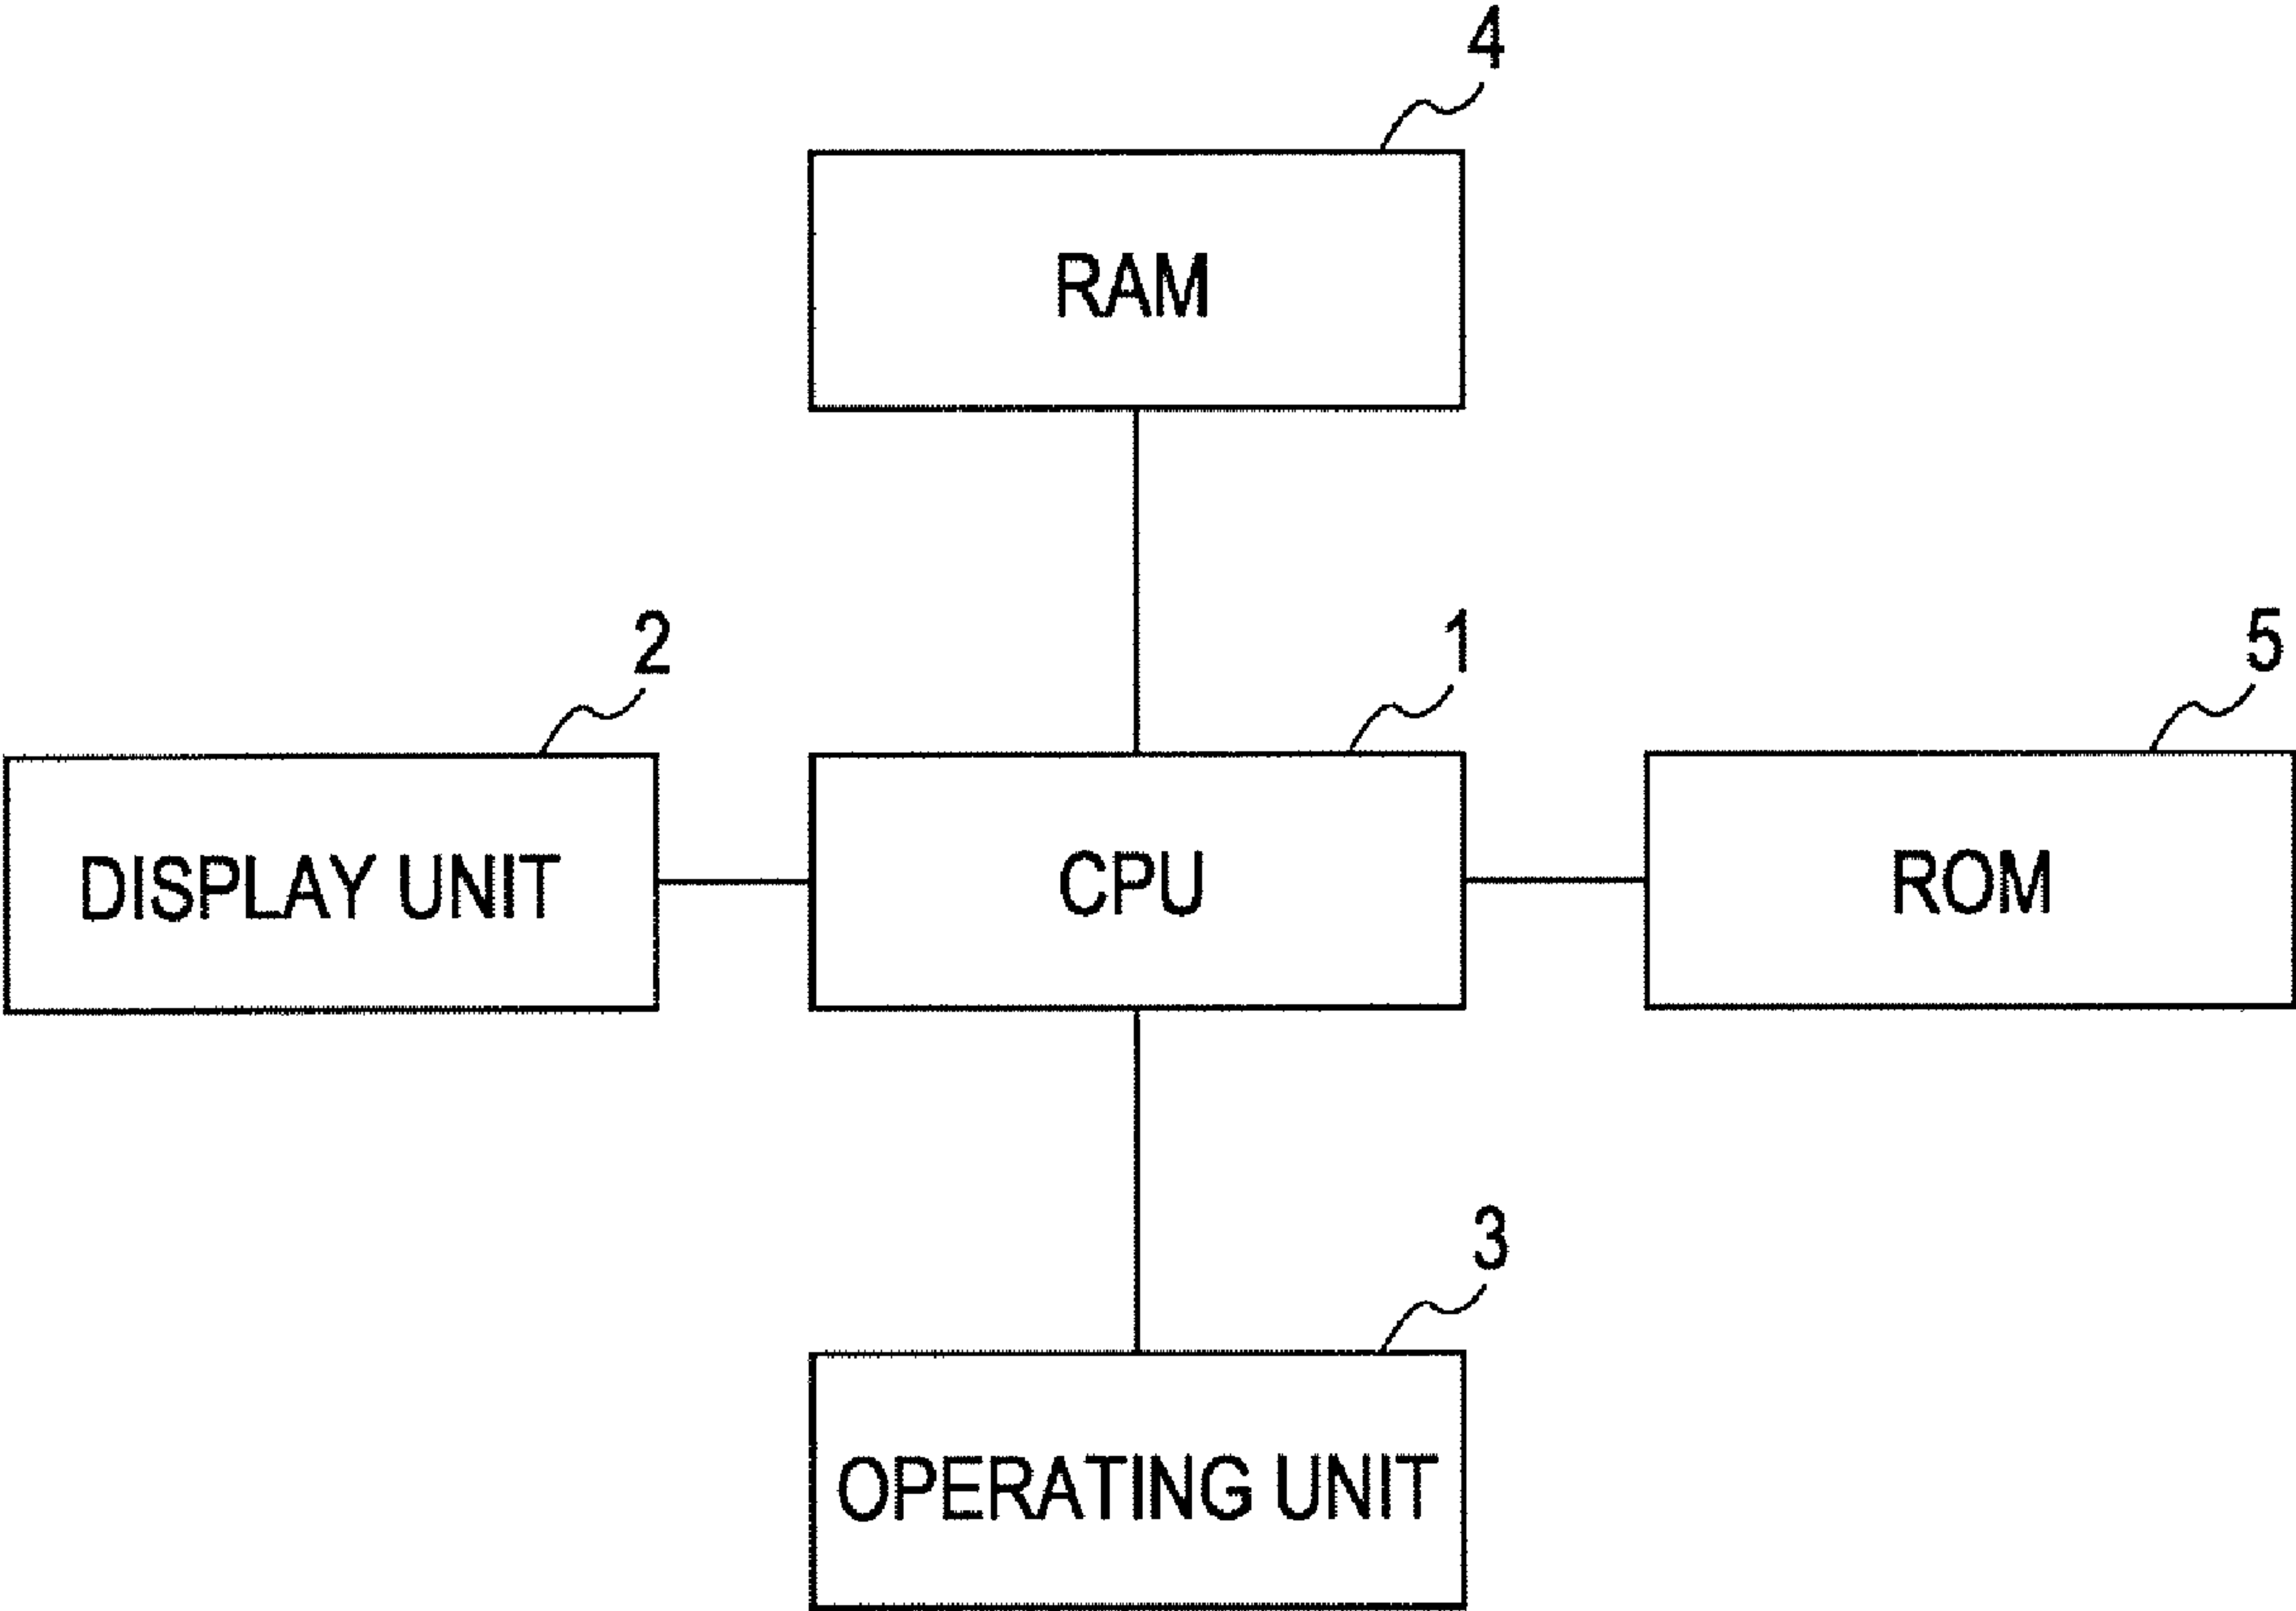 4
RAM
2
1
5
DISPLAY UNIT
CPU
ROM
3
OPERATING UNIT